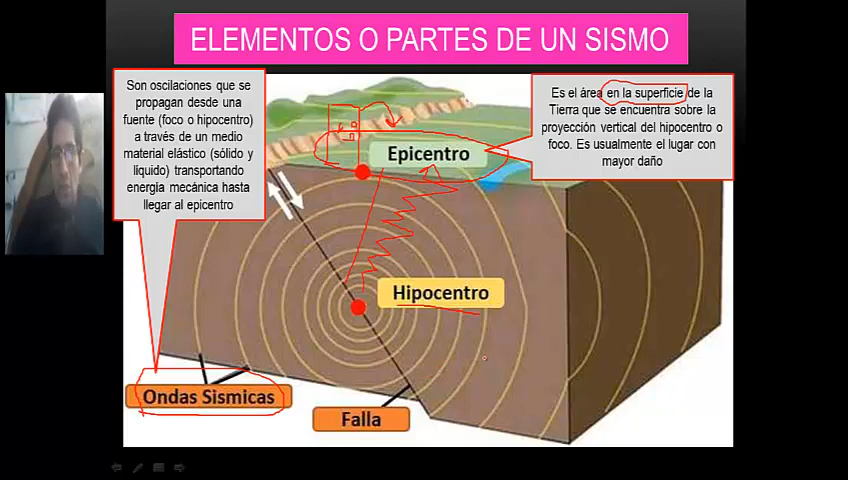 ELEMENTOS O PARTES DE UN SISMO
Son oscilaciones que se
propagan desde una
fuente (foco o hipocentro)
a través de un medio
material elástico (sólido y
líquido) transportando
energía mecánica hasta
llegar al epicentro
Es el área en la superficie de la
Tierra que se encuentra sobre la
proyección vertical del hipocentro o
foco. Es usualmente el lugar con
mayor daño
Epicentro
Hipocentro
Ondas Sismicas
Falla